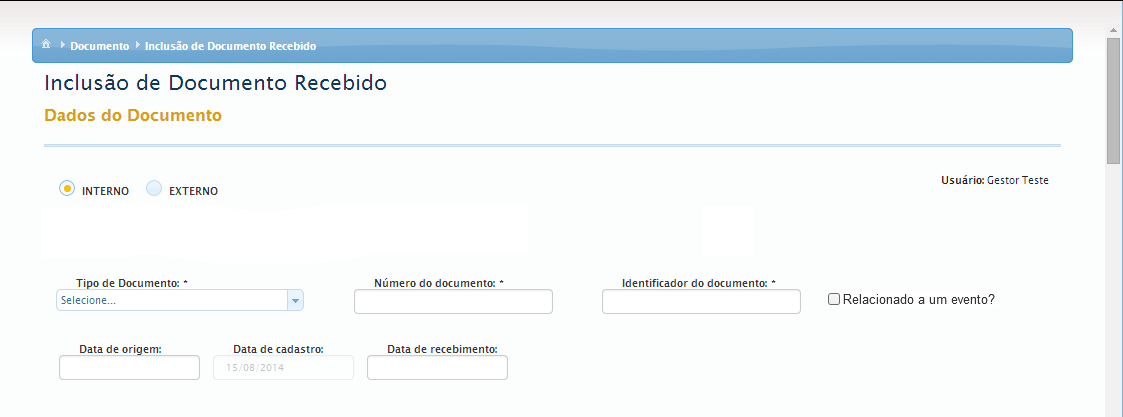 Documento Inclusão de Documento Recebido
Inclusão de Documento Recebido
Dados do Documento
INTERNO EXTERNO Usuário: Gestor Teste
Tipo de Documento: * Número do documento: * Identificador do documento: *
Selecione... Relacionado a um evento?
Data de origem: Data de cadastro: Data de recebimento:
15/08/2014